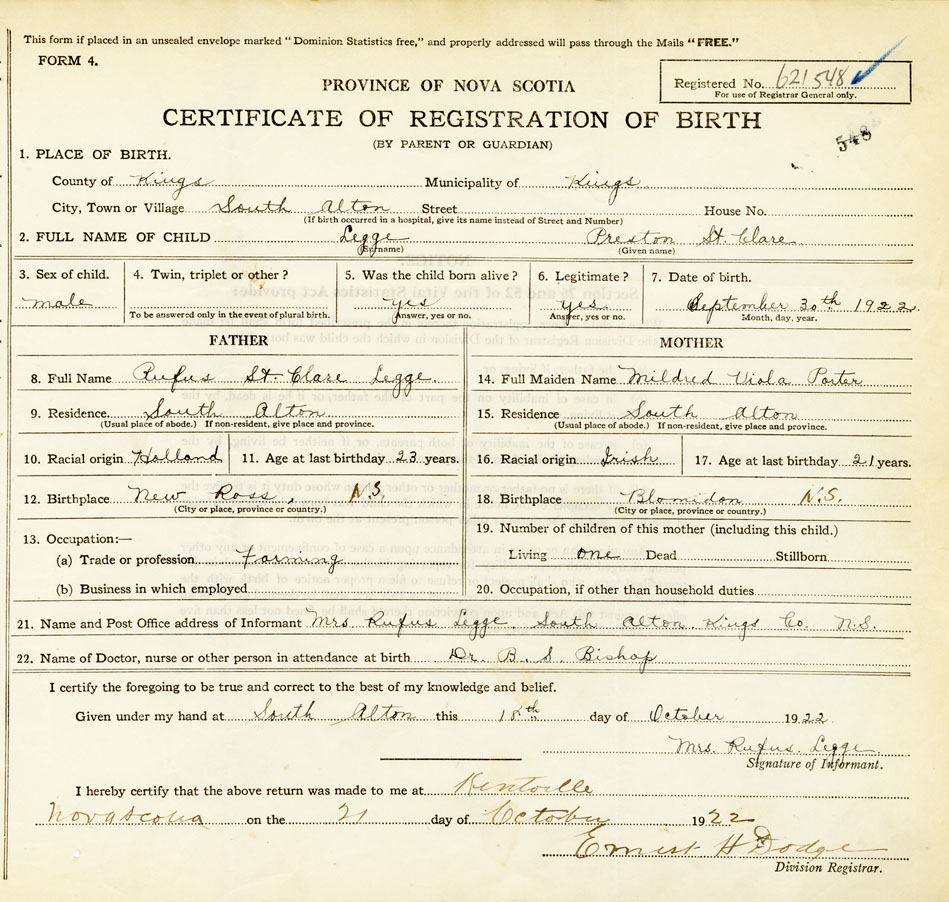 This form if placed in an unsealed envelope marked "Dominion Statistics free," and properly addressed will pass through the Mails "FREE."
FORM 4.
Registered No. 621548
For use of Registrar General only.
PROVINCE OF NOVA SCOTIA
CERTIFICATE OF REGISTRATION OF BIRTH
548
(BY PARENT OR GUARDIAN)
1. PLACE OF BIRTH.
County of Kings Municipality of Kings
City, Town or Village South Alton Street House No.
(If birth occurred in a hospital, give its name instead of Street and Number)
2. FULL NAME OF CHILD Legge Preston St. Clare
(Surname) (Given name)
3. Sex of child. 4. Twin, triplet or other? 5. Was the child born alive? 6. Legitimate? 7. Date of birth.
male yes yes September 30th 1922.
To be answered only in the event of plural birth. Answer, yes or no. Answer, yes or no. Month, day, year.
FATHER MOTHER
8. Full Name Rufus St. Clare Legge. 14. Full Maiden Name Mildred Viola Porter
9. Residence. South Alton 15. Residence South Alton
(Usual place of abode.) If non-resident, give place and province. (Usual place of abode.) If non-resident, give place and province.
10. Racial origin Holland 11. Age at last birthday 23 years. 16. Racial origin Irish 17. Age at last birthday 21 years.
12. Birthplace New Ross, N.S. 18. Birthplace Blomidon N.S.
(City or place, province or country.) (City or place, province or country.)
13. Occupation:— 19. Number of children of this mother (including this child.)
(a) Trade or profession Farming Living one Dead Stillborn
(b) Business in which employed 20. Occupation, if other than household duties
21. Name and Post Office address of Informant Mrs Rufus Legge. South Alton. Kings Co. N.S.
22. Name of Doctor, nurse or other person in attendance at birth Dr. B. S. Bishop
I certify the foregoing to be true and correct to the best of my knowledge and belief.
Given under my hand at South Alton this th day of October 1922.
Mrs. Rufus. Legge.
Signature of Informant.
I hereby certify that the above return was made to me at Kentville
Nova Scotia on the 21 day of October 1922
Ernest H Dodge
Division Registrar.